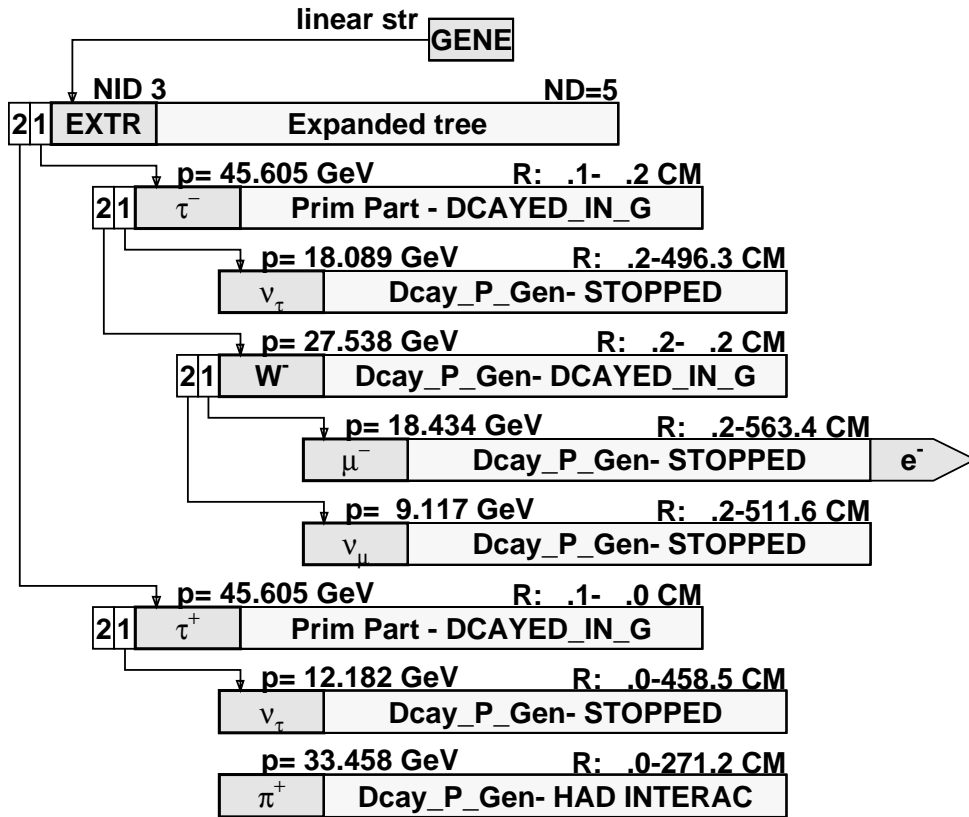 linear str GENE
NID 3 ND=5
2 1 EXTR Expanded tree
p= 45.605 GeV R: .1- .2 CM
2 1 τ⁻ Prim Part - DCAYED_IN_G
p= 18.089 GeV R: .2-496.3 CM
ν_τ Dcay_P_Gen- STOPPED
p= 27.538 GeV R: .2- .2 CM
2 1 W⁻ Dcay_P_Gen- DCAYED_IN_G
p= 18.434 GeV R: .2-563.4 CM
μ⁻ Dcay_P_Gen- STOPPED e⁻
p= 9.117 GeV R: .2-511.6 CM
ν_μ Dcay_P_Gen- STOPPED
p= 45.605 GeV R: .1- .0 CM
2 1 τ⁺ Prim Part - DCAYED_IN_G
p= 12.182 GeV R: .0-458.5 CM
ν_τ Dcay_P_Gen- STOPPED
p= 33.458 GeV R: .0-271.2 CM
π⁺ Dcay_P_Gen- HAD INTERAC